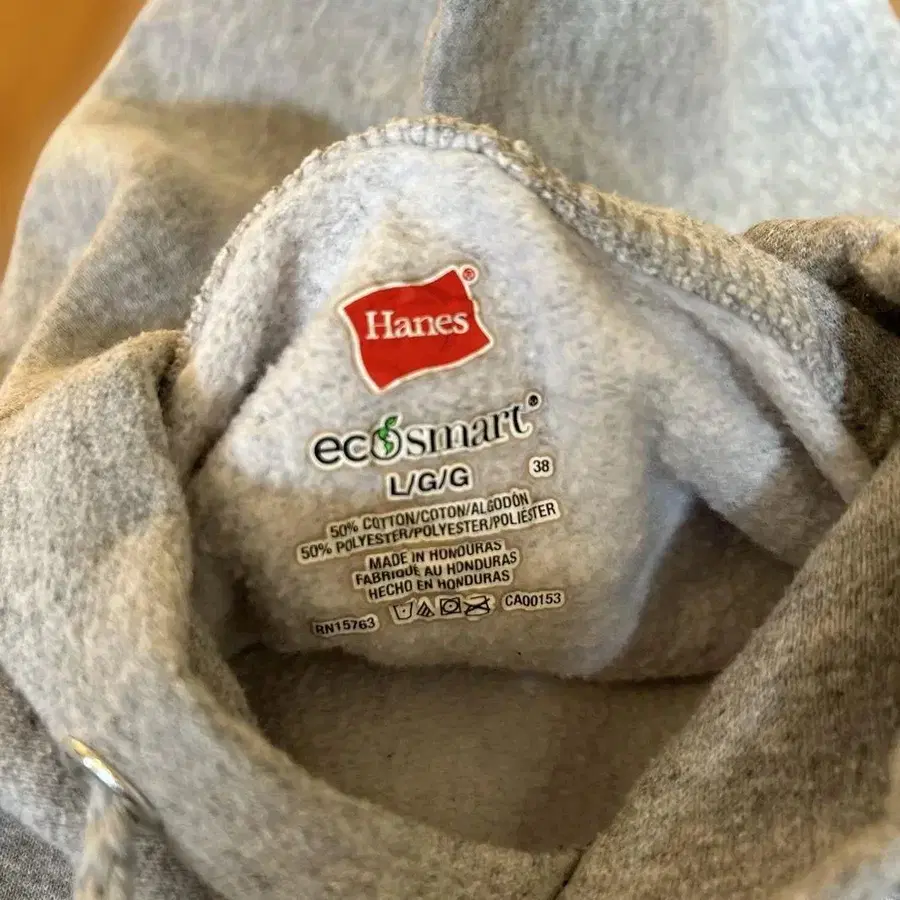 Hanes®
ecosmart®
L/G/G
38
50% COTTON/COTON/ALGODÓN
50% POLYESTER/POLYESTER/POLIÉSTER
MADE IN HONDURAS
FABRIQUÉ AU HONDURAS
HECHO EN HONDURAS
RN15763
CA00153